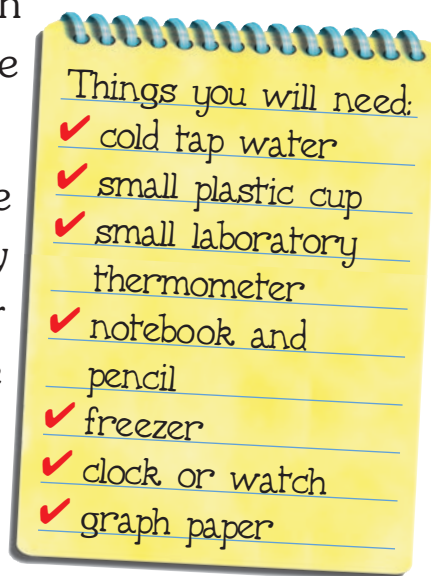 n
e
Things you will need:
✔ cold tap water
✔ small plastic cup
e
✔ small laboratory
y
thermometer
r
✔ notebook and
pencil
✔ freezer
✔ clock or watch
✔ graph paper